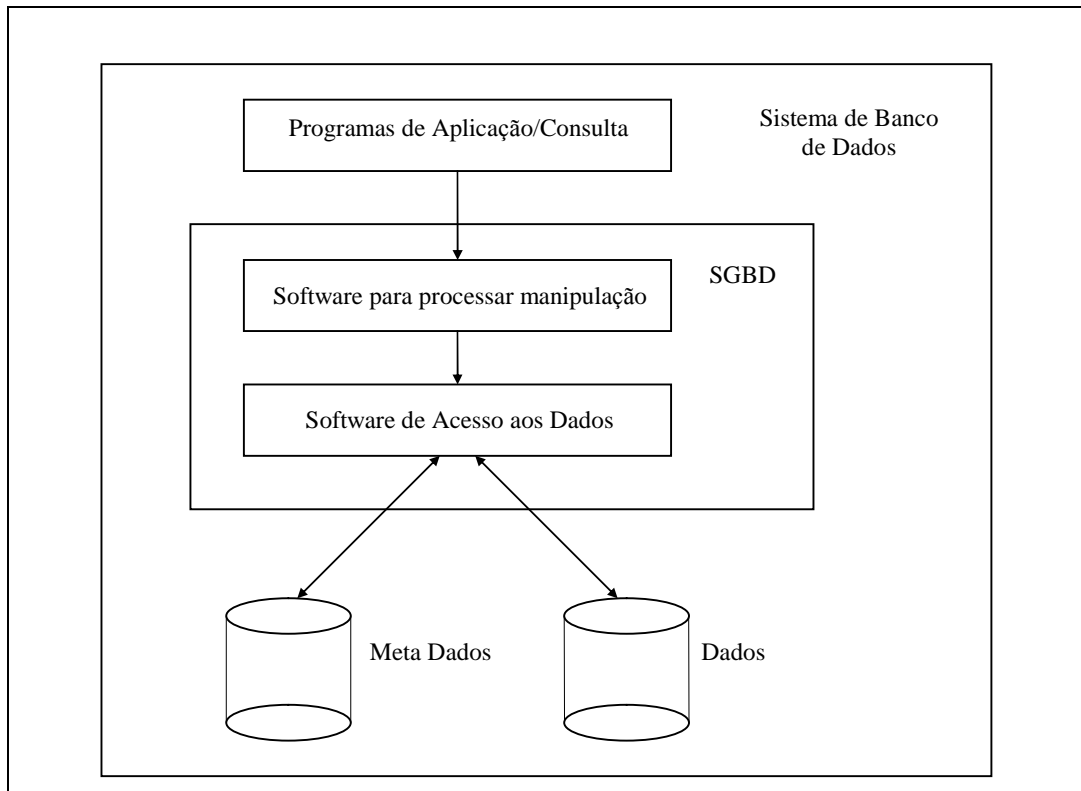 Programas de Aplicação/Consulta
Sistema de Banco
de Dados
SGBD
Software para processar manipulação
Software de Acesso aos Dados
Meta Dados
Dados